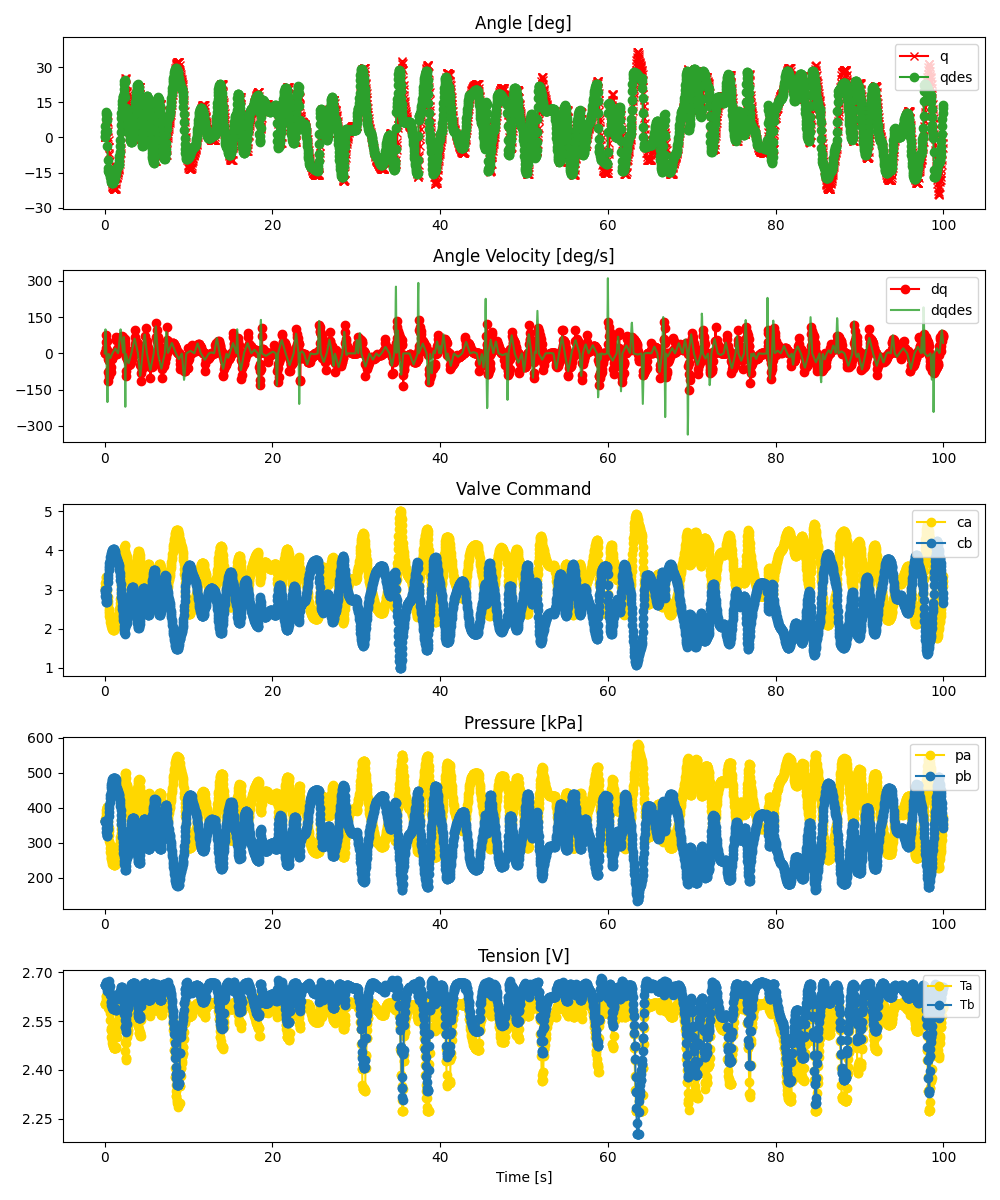 Angle [deg]
30
15
0
−15
−30
q
qdes
0 20 40 60 80 100
Angle Velocity [deg/s]
300
150
0
−150
−300
dq
dqdes
0 20 40 60 80 100
Valve Command
5
4
3
2
1
ca
cb
0 20 40 60 80 100
Pressure [kPa]
600
500
400
300
200
pa
pb
0 20 40 60 80 100
Tension [V]
2.70
2.55
2.40
2.25
Ta
Tb
0 20 40 60 80 100
Time [s]